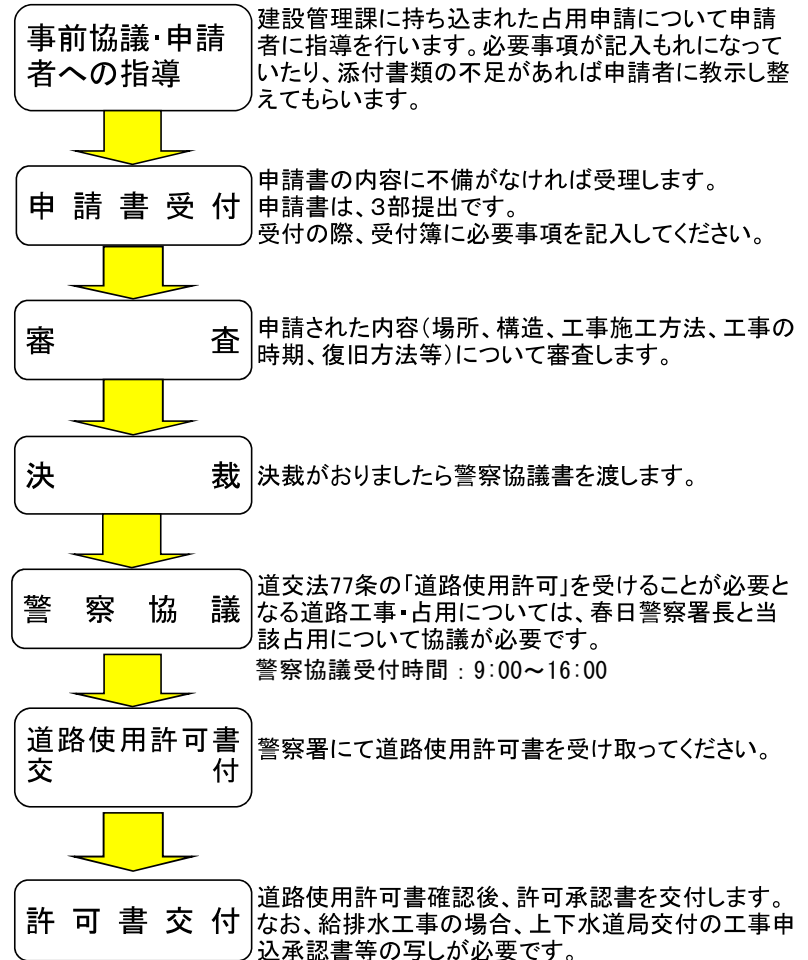 事前協議・申請
者への指導
建設管理課に持ち込まれた占用申請について申請
者に指導を行います。必要事項が記入もれになって
いたり、添付書類の不足があれば申請者に教示し整
えてもらいます。
申請書受付
申請書の内容に不備がなければ受理します。
申請書は、３部提出です。
受付の際、受付簿に必要事項を記入してください。
審査
申請された内容（場所、構造、工事施工方法、工事の
時期、復旧方法等）について審査します。
決裁
決裁がおりましたら警察協議書を渡します。
警察協議
道交法77条の「道路使用許可」を受けることが必要と
なる道路工事・占用については、春日警察署長と当
該占用について協議が必要です。
警察協議受付時間：9:00～16:00
道路使用許可書
交付
警察署にて道路使用許可書を受け取ってください。
許可書交付
道路使用許可書確認後、許可承認書を交付します。
なお、給排水工事の場合、上下水道局交付の工事申
込承認書等の写しが必要です。